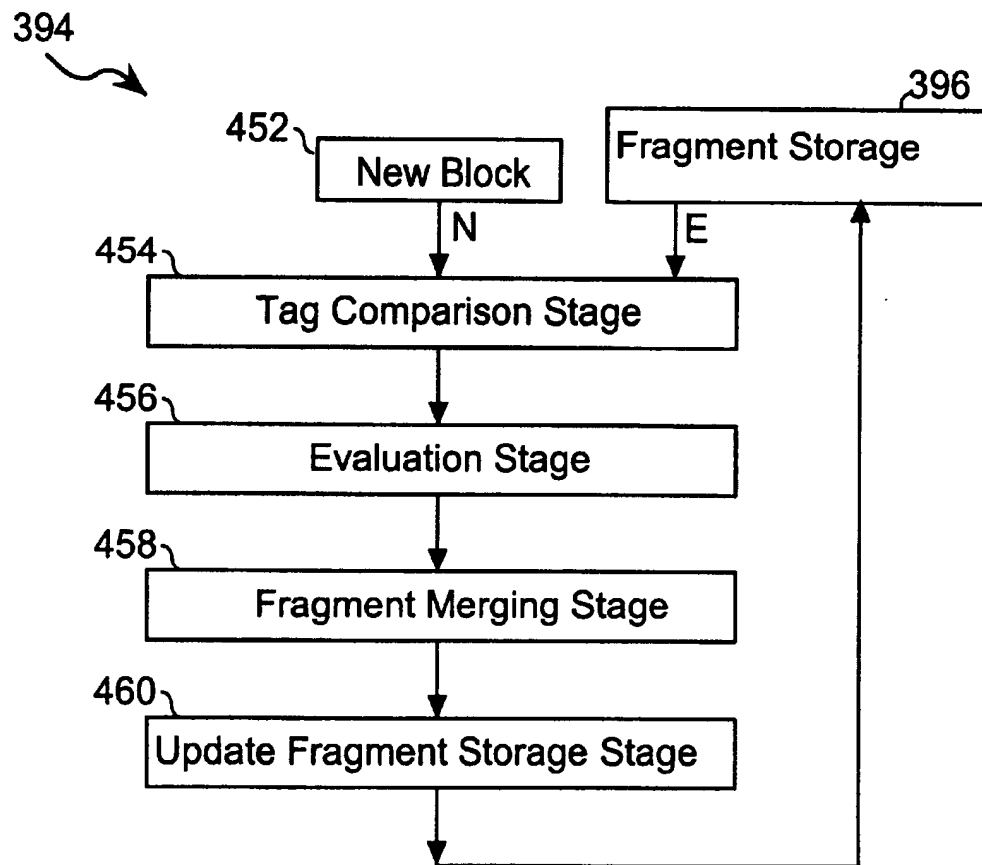 394
396
452
Fragment Storage
New Block
N
E
454
Tag Comparison Stage
456
Evaluation Stage
458
Fragment Merging Stage
460
Update Fragment Storage Stage